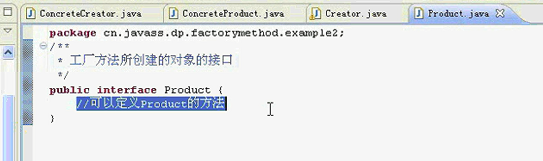 ConcreteCreator.java
ConcreteProduct.java
Creator.java
Product.java
package cn.javass.dp.factorymethod.example2;
/**
 * 工厂方法所创建的对象的接口
 */
public interface Product {
//可以定义Product的方法
}